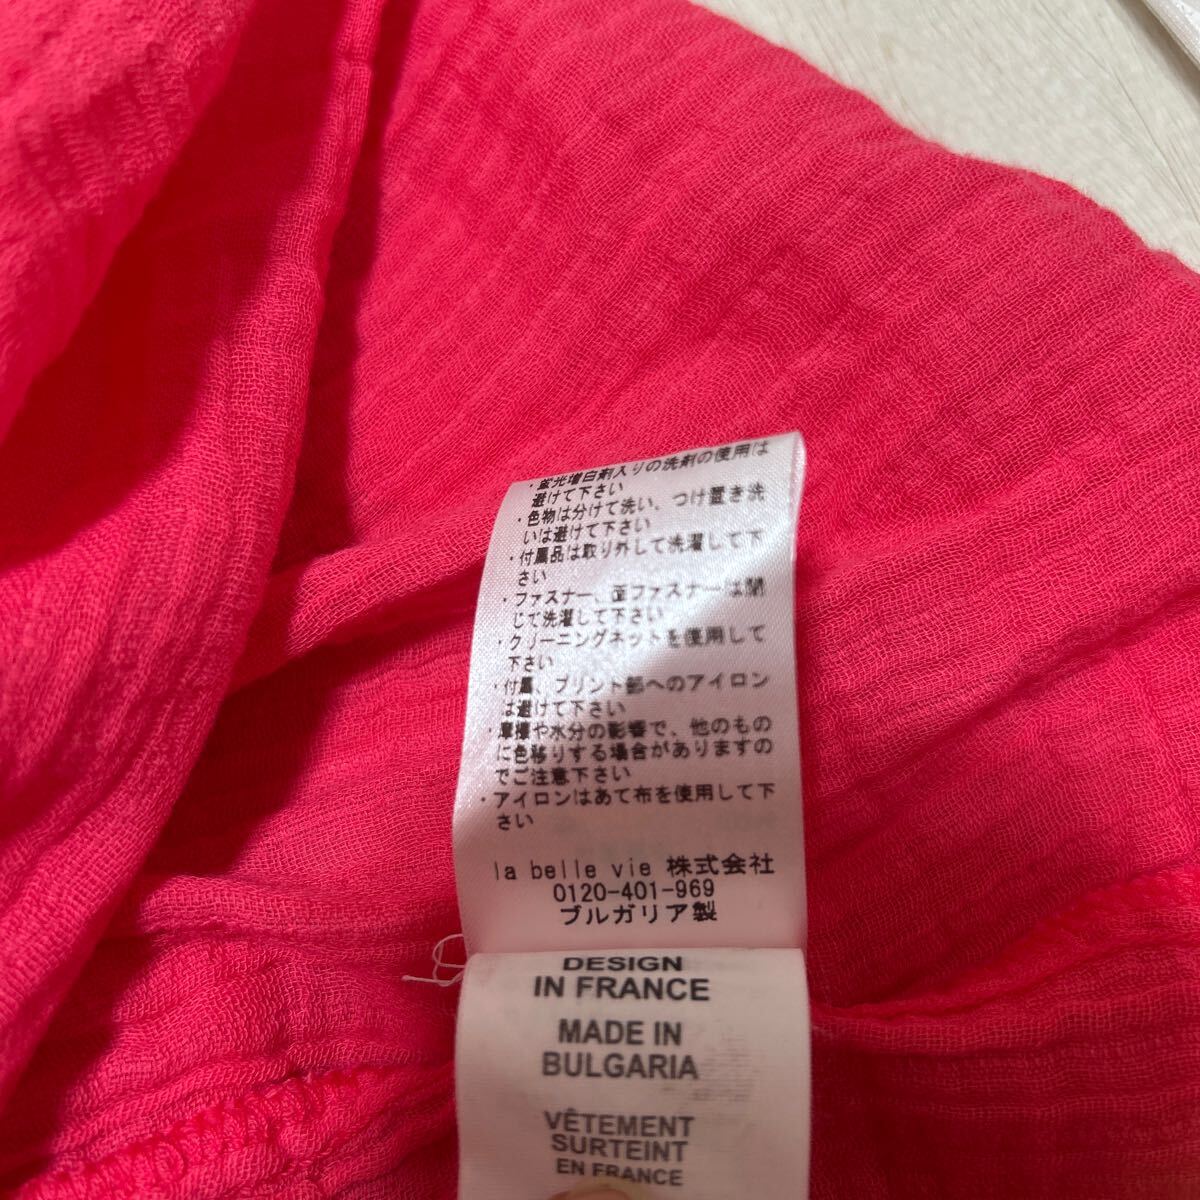 ・蛍光増白剤入りの洗剤の使用は
避けて下さい
・色物は分けて洗い、つけ置き洗
いは避けて下さい
・付属品は取り外して洗濯して下
さい
・ファスナー、面ファスナーは閉
じて洗濯して下さい
・クリーニングネットを使用して
下さい
・付属、プリント部へのアイロン
は避けて下さい
・摩擦や水分の影響で、他のもの
に色移りする場合がありますの
でご注意下さい
・アイロンはあて布を使用して下
さい
la belle vie 株式会社
0120-401-969
ブルガリア製
DESIGN
IN FRANCE
MADE IN
BULGARIA
VÊTEMENT
SURTEINT
EN FRANCE